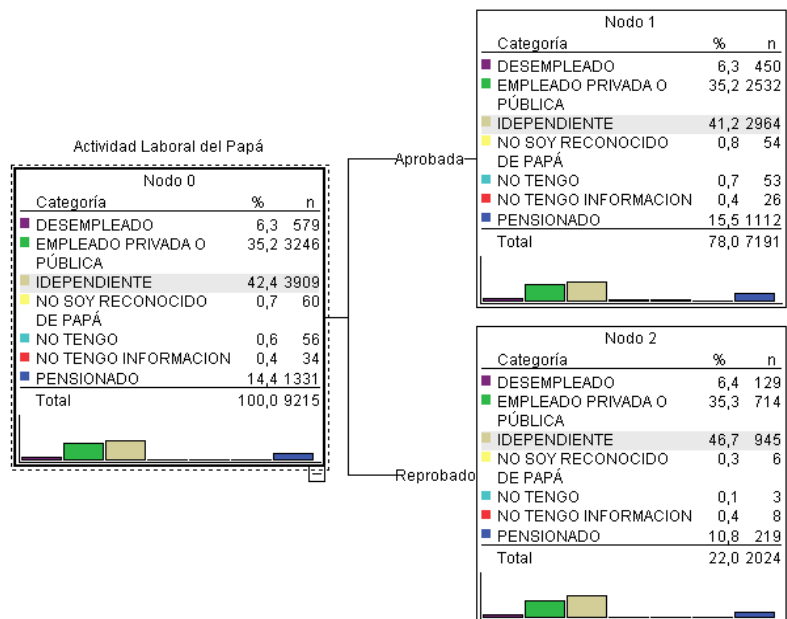 Actividad Laboral del Papá
Nodo 0
Categoría % n
DESEMPLEADO 6,3 579
EMPLEADO PRIVADA O 35,2 3246
PÚBLICA
IDEPENDIENTE 42,4 3909
NO SOY RECONOCIDO 0,7 60
DE PAPÁ
NO TENGO 0,6 56
NO TENGO INFORMACION 0,4 34
PENSIONADO 14,4 1331
Total 100,0 9215
Aprobada
Nodo 1
Categoría % n
DESEMPLEADO 6,3 450
EMPLEADO PRIVADA O 35,2 2532
PÚBLICA
IDEPENDIENTE 41,2 2964
NO SOY RECONOCIDO 0,8 54
DE PAPÁ
NO TENGO 0,7 53
NO TENGO INFORMACION 0,4 26
PENSIONADO 15,5 1112
Total 78,0 7191
Reprobado
Nodo 2
Categoría % n
DESEMPLEADO 6,4 129
EMPLEADO PRIVADA O 35,3 714
PÚBLICA
IDEPENDIENTE 46,7 945
NO SOY RECONOCIDO 0,3 6
DE PAPÁ
NO TENGO 0,1 3
NO TENGO INFORMACION 0,4 8
PENSIONADO 10,8 219
Total 22,0 2024